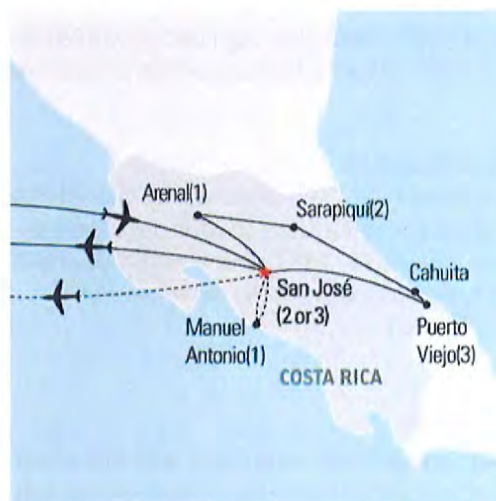 Arenal(1)
Sarapiquí(2)
Cahuita
San José
(2 or 3)
Puerto
Viejo(3)
Manuel
Antonio(1)
COSTA RICA